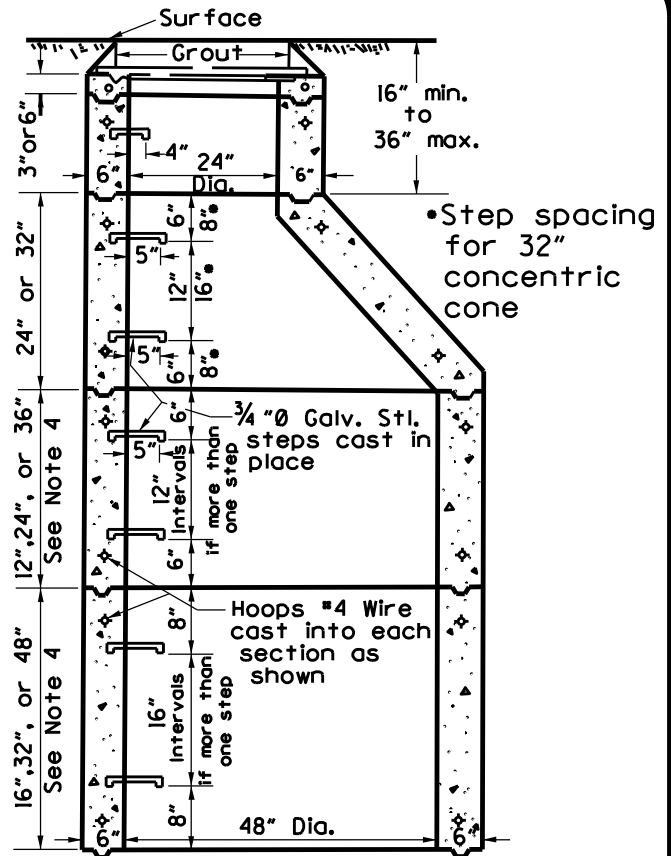 Surface
Grout
16" min.
to
36" max.
3"or6"
4"
24"
Dia.
6"
6"
•Step spacing
for 32"
concentric
cone
24" or 32"
6"
8"•
5"
12"
16"•
5"
6"
8"•
12",24", or 36"
See Note 4
6"
3/4 "Ø Galv. Stl.
steps cast in
place
5"
12"
Intervals
if more than
one step
6"
Hoops #4 Wire
cast into each
section as
shown
16",32", or 48"
See Note 4
8"
16"
Intervals
if more than
one step
8"
6"
48" Dia.
6"